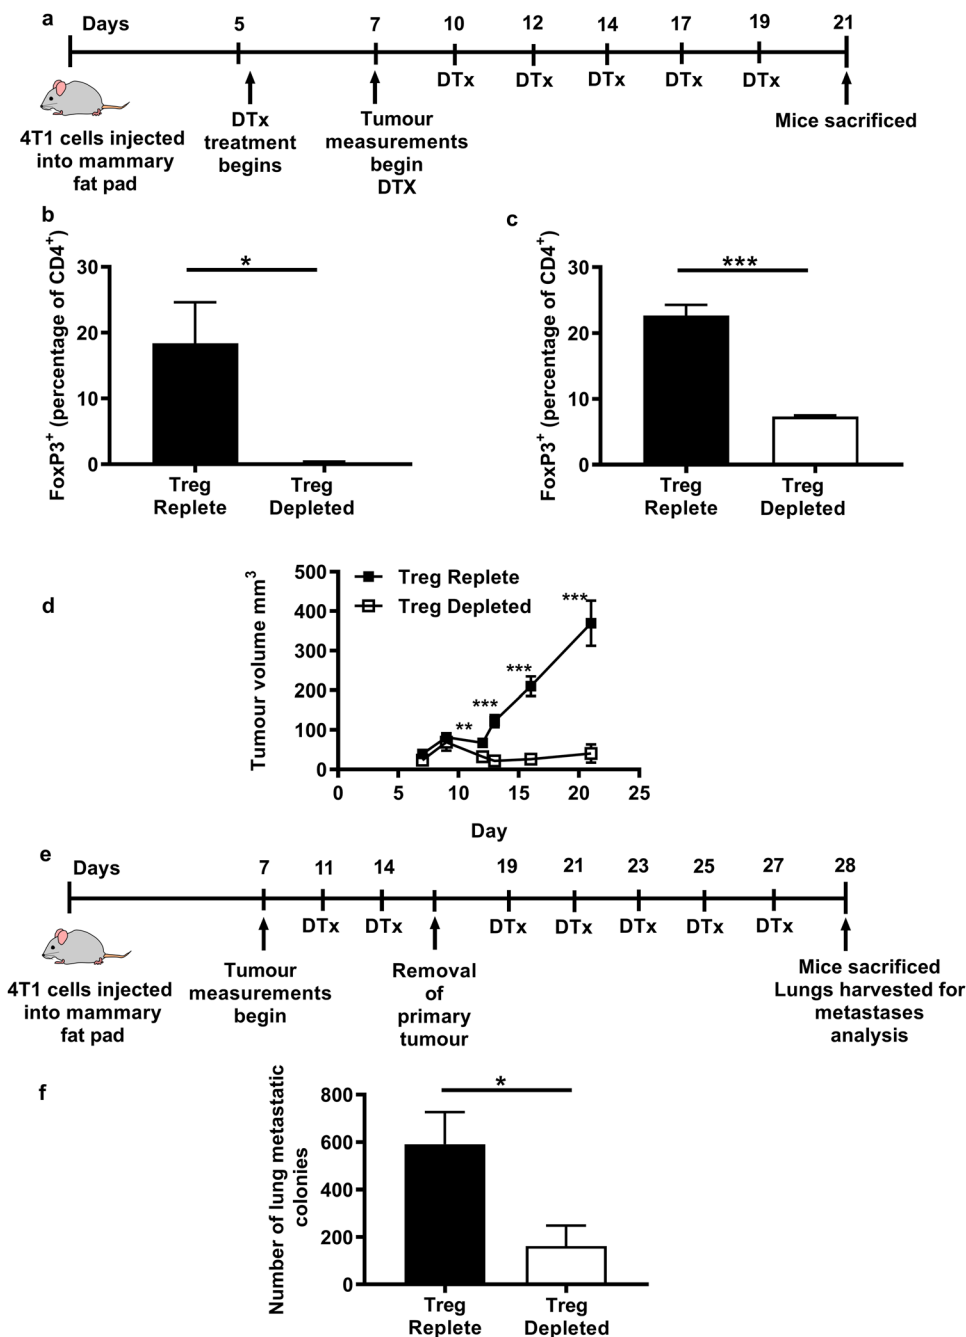 a
Days 5 7 10 12 14 17 19 21
DTx DTx DTx DTx DTx
4T1 cells injected
into mammary
fat pad
DTx
treatment
begins
Tumour
measurements
begin
DTX
Mice sacrificed
b
FoxP3⁺ (percentage of CD4⁺)
30
20
10
0
*
Treg
Replete
Treg
Depleted
c
FoxP3⁺ (percentage of CD4⁺)
30
20
10
0
***
Treg
Replete
Treg
Depleted
d
Tumour volume mm³
500
400
300
200
100
0
Treg Replete
Treg Depleted
**
***
***
***
0 5 10 15 20 25
Day
e
Days 7 11 14 19 21 23 25 27 28
DTx DTx DTx DTx DTx DTx DTx
4T1 cells injected
into mammary
fat pad
Tumour
measurements
begin
Removal
of
primary
tumour
Mice sacrificed
Lungs harvested for
metastases
analysis
f
Number of lung metastatic
colonies
800
600
400
200
0
*
Treg
Replete
Treg
Depleted